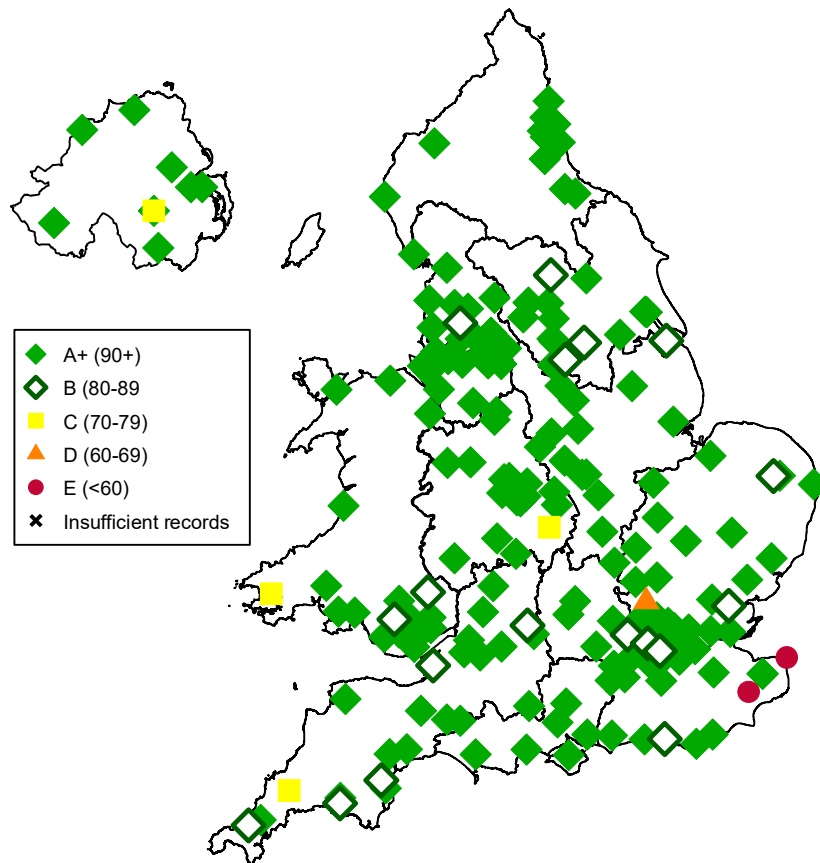 A+ (90+)
B (80-89
C (70-79)
D (60-69)
E (<60)
Insufficient records